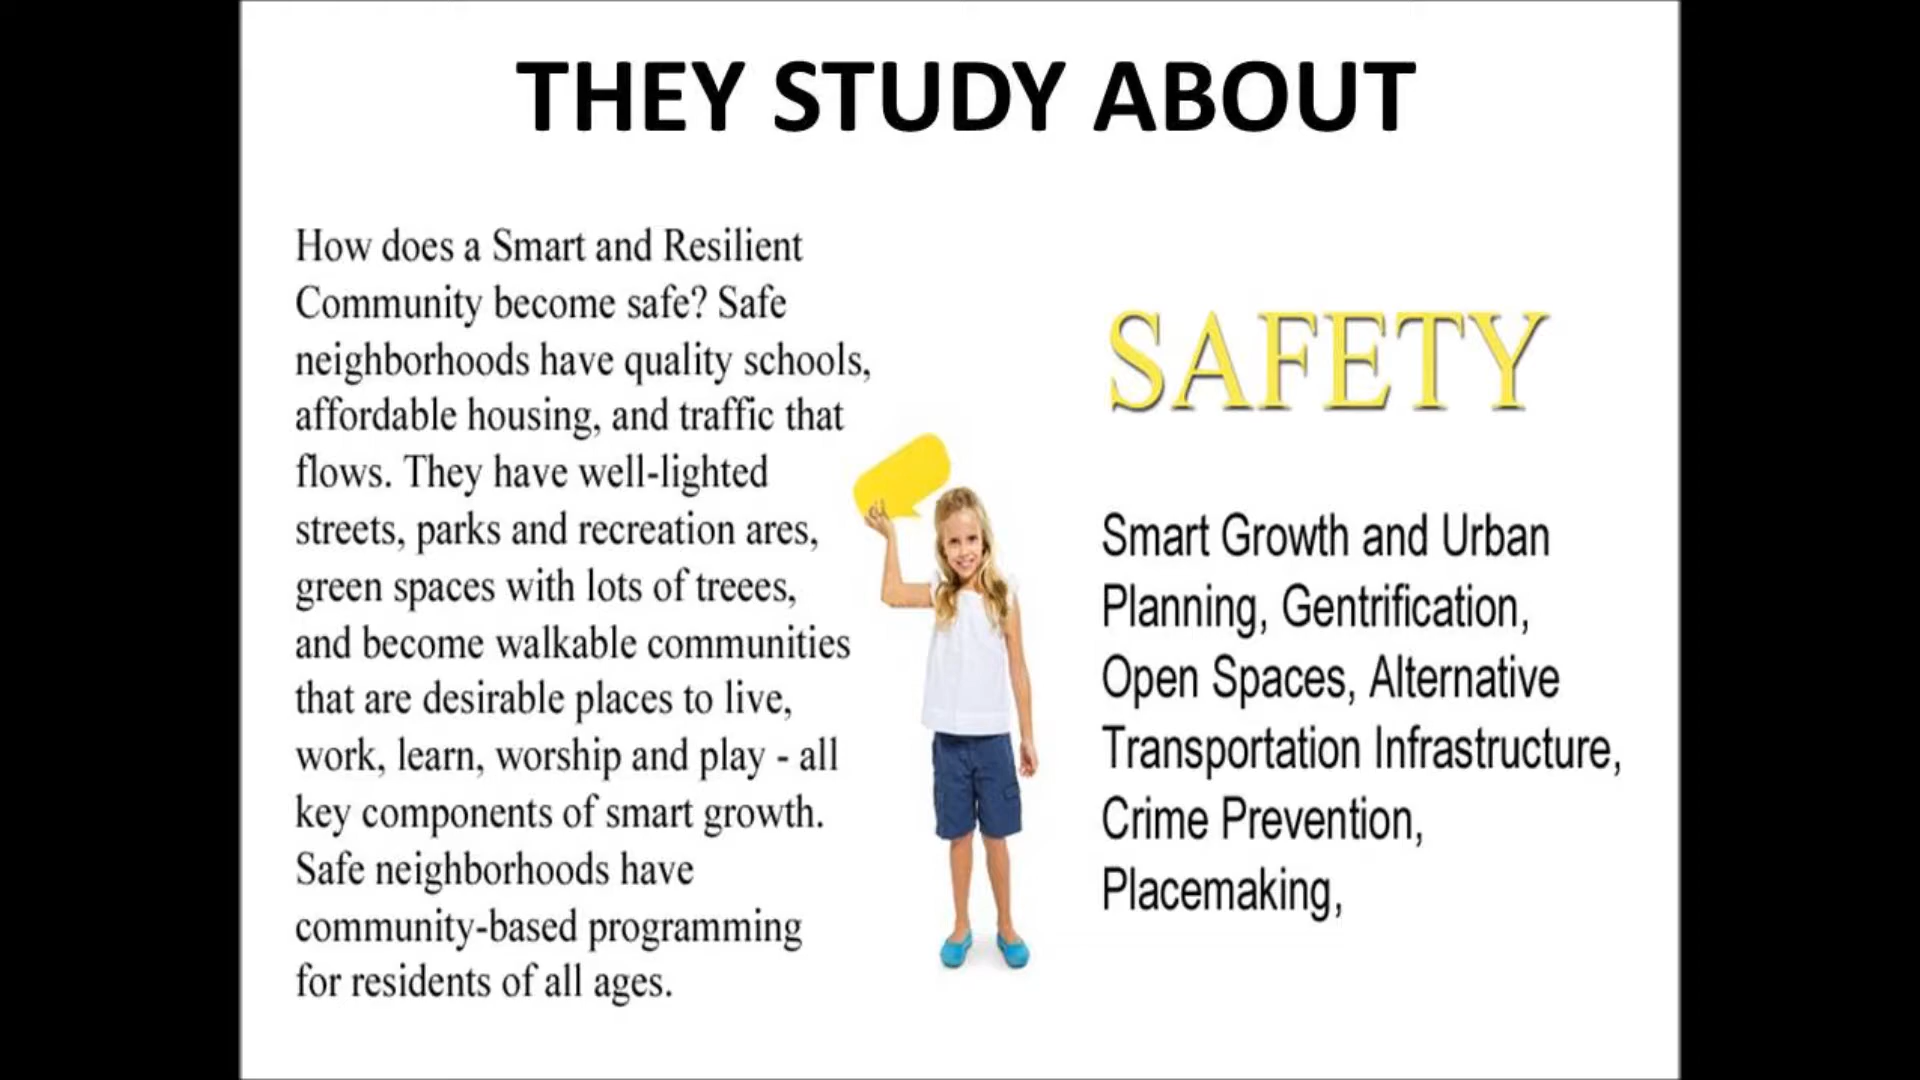 THEY STUDY ABOUT
How does a Smart and Resilient
Community become safe? Safe
neighborhoods have quality schools,
affordable housing, and traffic that
flows. They have well-lighted
streets, parks and recreation ares,
green spaces with lots of treees,
and become walkable communities
that are desirable places to live,
work, learn, worship and play - all
key components of smart growth.
Safe neighborhoods have
community-based programming
for residents of all ages.
SAFETY
Smart Growth and Urban
Planning, Gentrification,
Open Spaces, Alternative
Transportation Infrastructure,
Crime Prevention,
Placemaking,